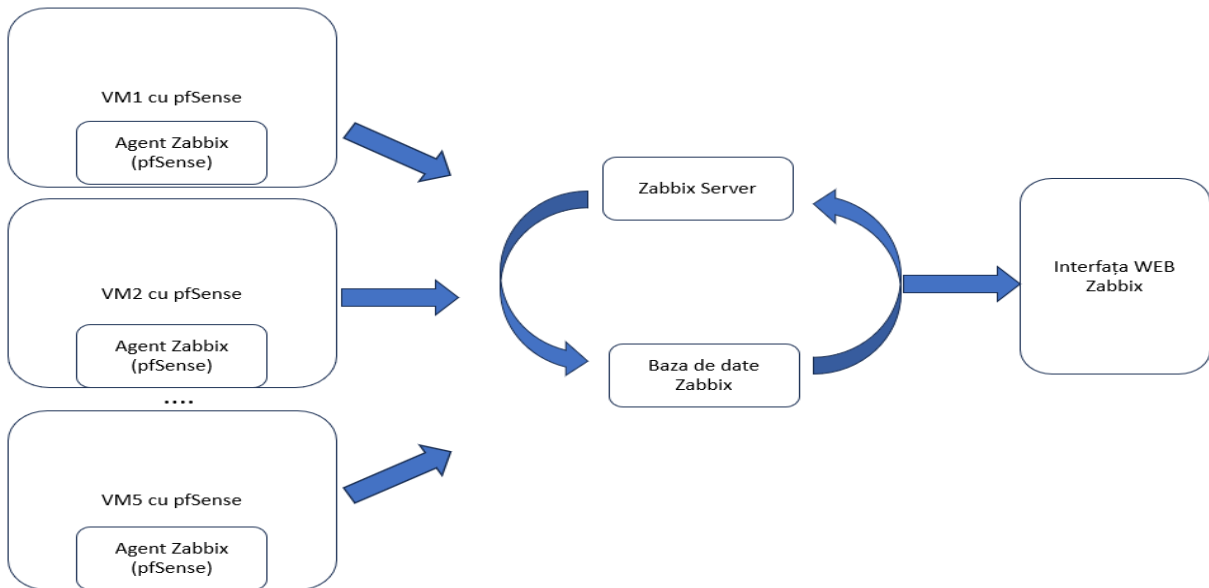 VM1 cu pfSense
Agent Zabbix
(pfSense)
VM2 cu pfSense
Agent Zabbix
(pfSense)
....
VM5 cu pfSense
Agent Zabbix
(pfSense)
Zabbix Server
Baza de date
Zabbix
Interfața WEB
Zabbix